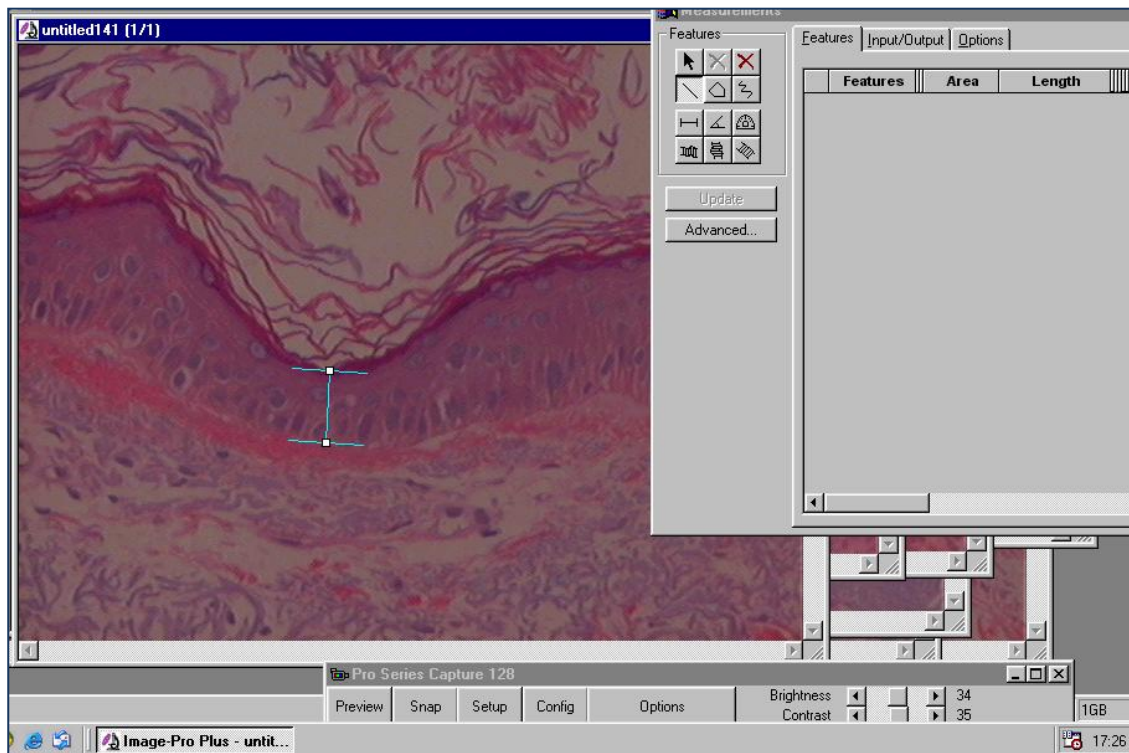 untitled141 (1/1)
Measurements
Features
Update
Advanced...
Features Input/Output Options
Features Area Length
Pro Series Capture 128
Preview Snap Setup Config Options
Brightness 34
Contrast 35
1GB
Image-Pro Plus - untit...
17:26